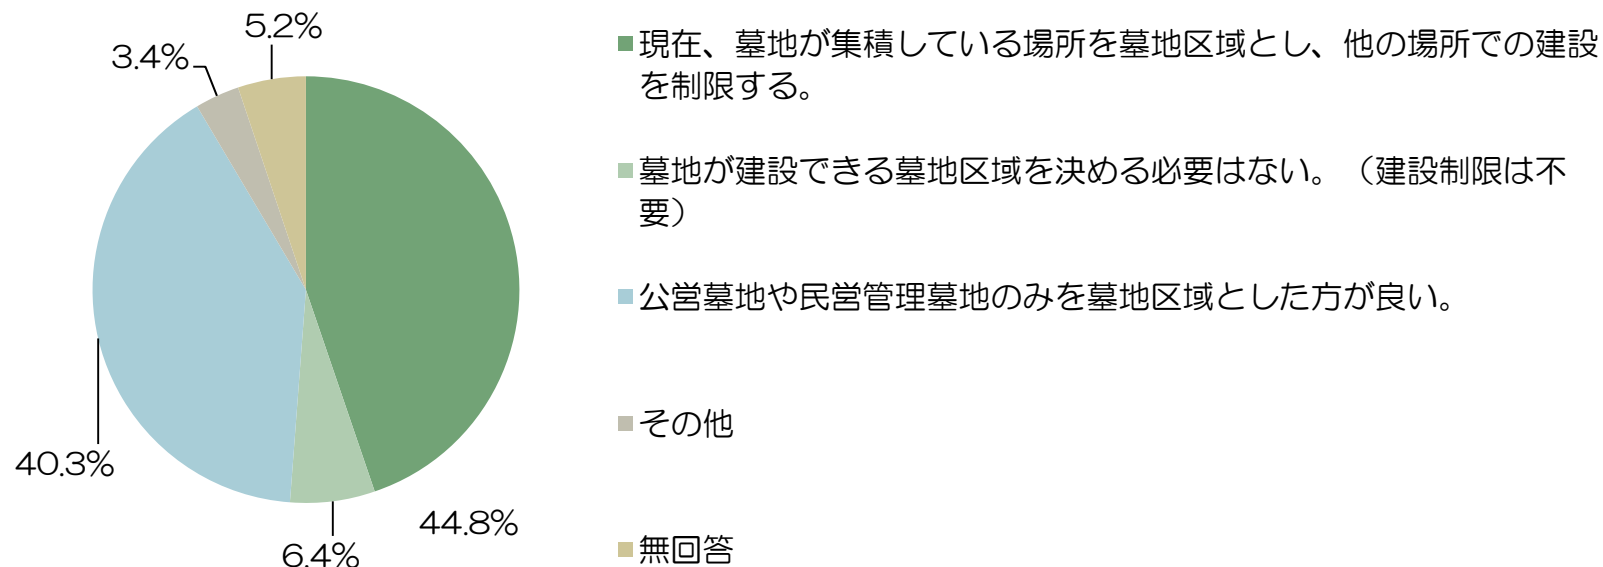 5.2%
3.4%
40.3%
6.4%
44.8%
現在、墓地が集積している場所を墓地区域とし、他の場所での建設
を制限する。
墓地が建設できる墓地区域を決める必要はない。（建設制限は不
要）
公営墓地や民営管理墓地のみを墓地区域とした方が良い。
その他
無回答